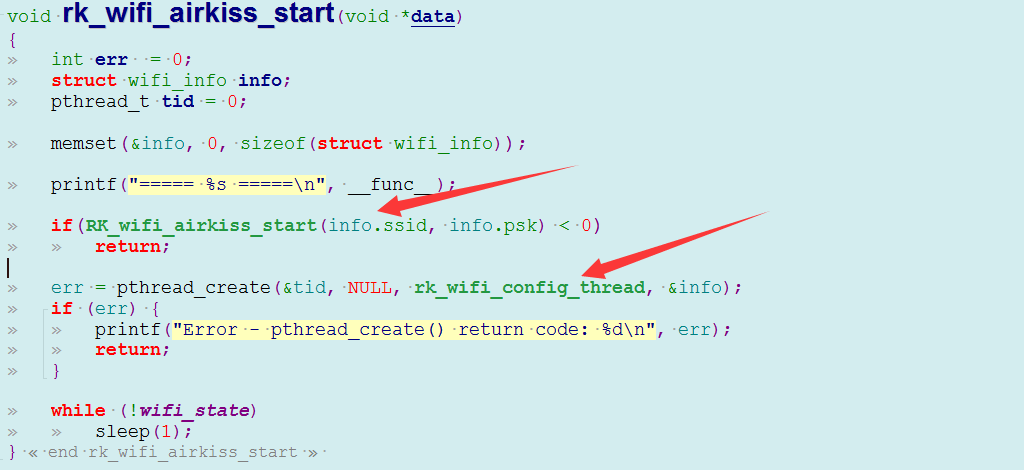 void rk_wifi_airkiss_start(void *data)
{
» int err = 0;
» struct wifi_info info;
» pthread_t tid = 0;
» memset(&info, 0, sizeof(struct wifi_info));
» printf("===== %s =====\n", __func__);
» if(RK_wifi_airkiss_start(info.ssid, info.psk) < 0)
» » return;
» err = pthread_create(&tid, NULL, rk_wifi_config_thread, &info);
» if (err) {
» » printf("Error - pthread_create() return code: %d\n", err);
» » return;
» }
» while (!wifi_state)
» » sleep(1);
} « end rk_wifi_airkiss_start »